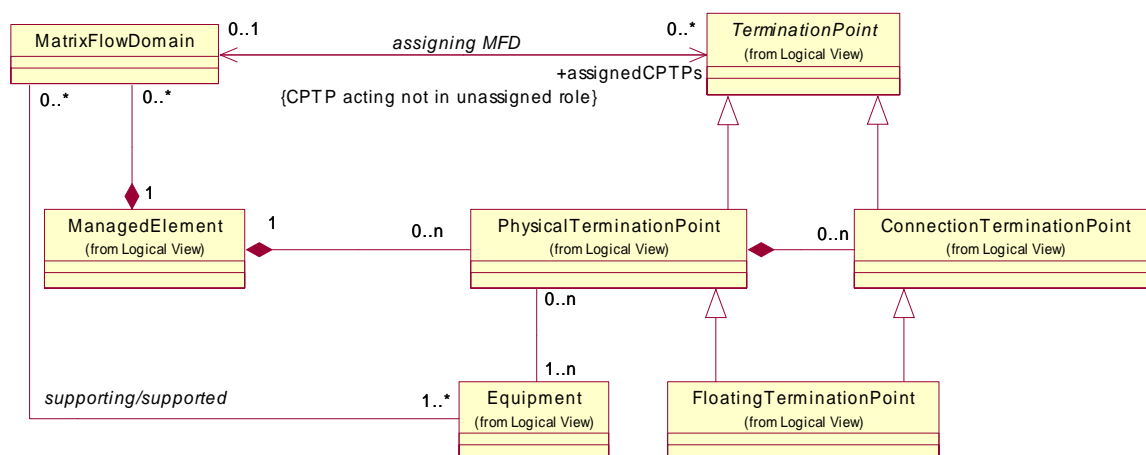 MatrixFlowDomain
0..1
assigning MFD
0..*
TerminationPoint
(from Logical View)
+assignedCPTPs
{CPTP acting not in unassigned role}
0..*
0..*
1
ManagedElement
(from Logical View)
1
0..n
PhysicalTerminationPoint
(from Logical View)
0..n
ConnectionTerminationPoint
(from Logical View)
0..n
1..n
supporting/supported
1..*
Equipment
(from Logical View)
FloatingTerminationPoint
(from Logical View)